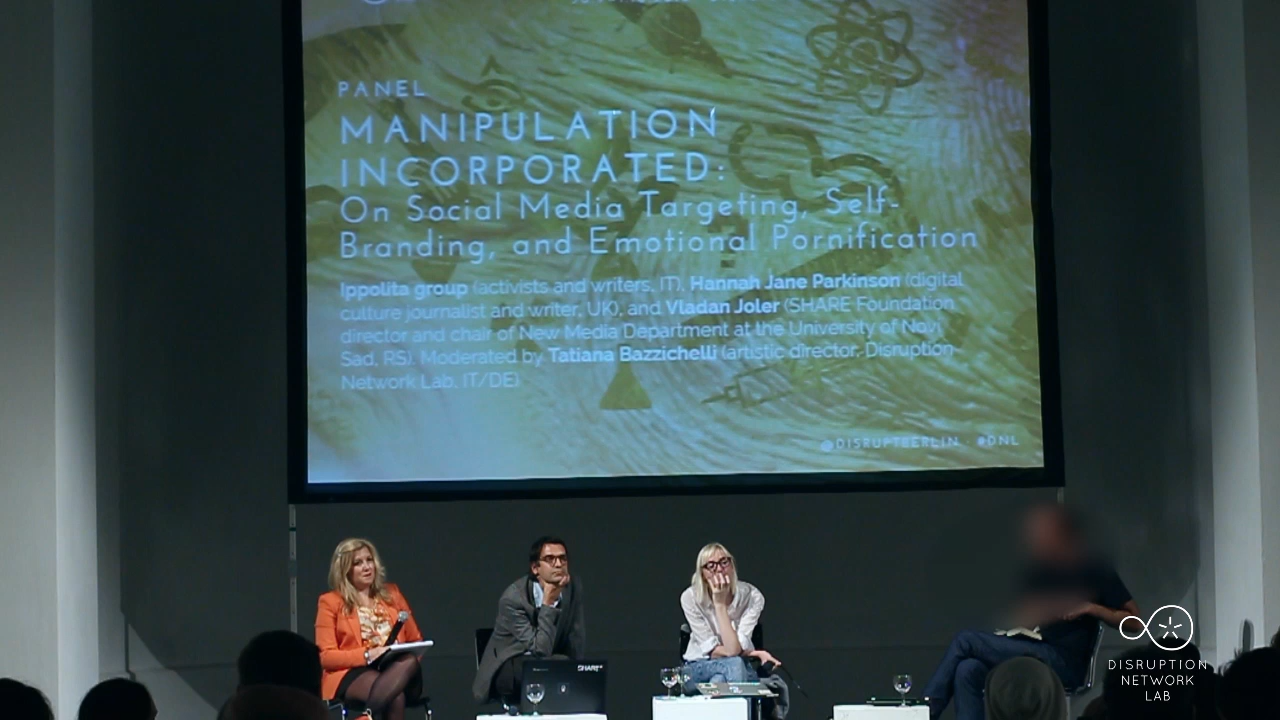 PANEL
MANIPULATION
INCORPORATED:
On Social Media Targeting, Self-
Branding, and Emotional Pornification
Ippolita group (activists and writers, IT), Hannah Jane Parkinson (digital
culture journalist and writer, UK), and Vladan Joler (SHARE Foundation
director and chair of New Media Department at the University of Novi
Sad, RS). Moderated by Tatiana Bazzichelli (artistic director, Disruption
Network Lab, IT/DE)
@DISRUPTBERLIN · #DNL
SHARE
DISRUPTION
NETWORK
LAB